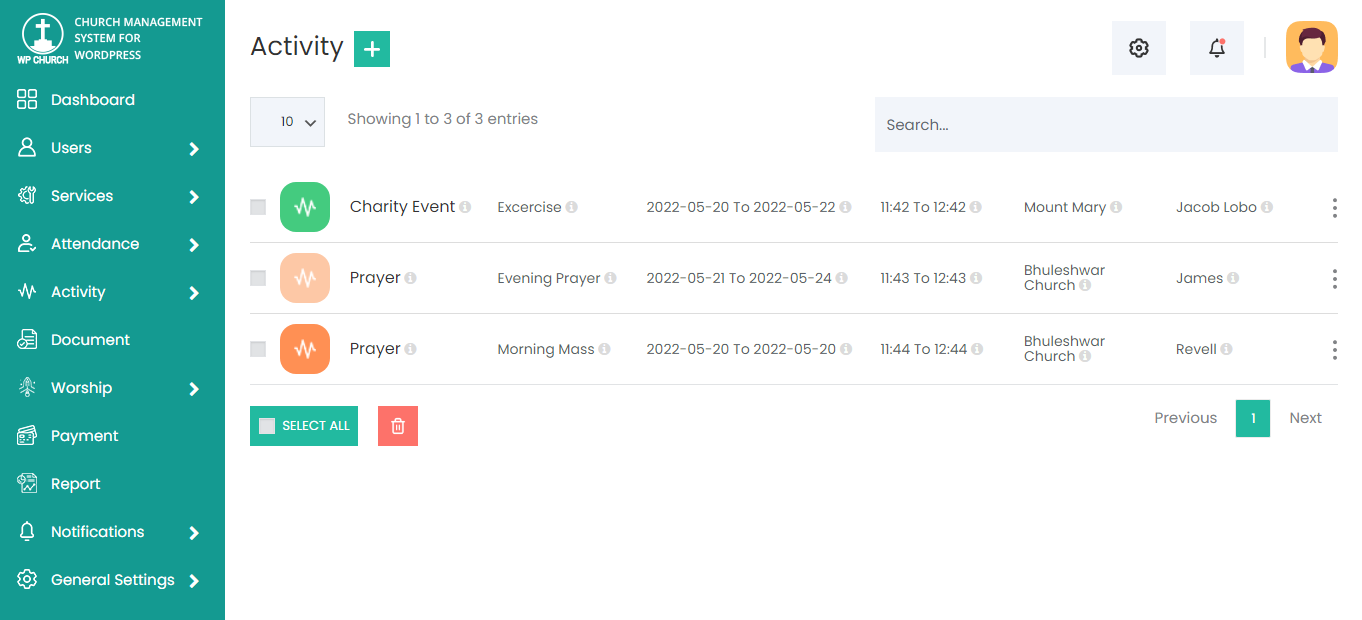 CHURCH MANAGEMENT
SYSTEM FOR
WORDPRESS
WP CHURCH
Dashboard
Users
Services
Attendance
Activity
Document
Worship
Payment
Report
Notifications
General Settings
Activity
10
Showing 1 to 3 of 3 entries
Search...
Charity Event Excercise 2022-05-20 To 2022-05-22 11:42 To 12:42 Mount Mary Jacob Lobo
Prayer Evening Prayer 2022-05-21 To 2022-05-24 11:43 To 12:43 Bhuleshwar
Church James
Prayer Morning Mass 2022-05-20 To 2022-05-20 11:44 To 12:44 Bhuleshwar
Church Revell
SELECT ALL
Previous 1 Next